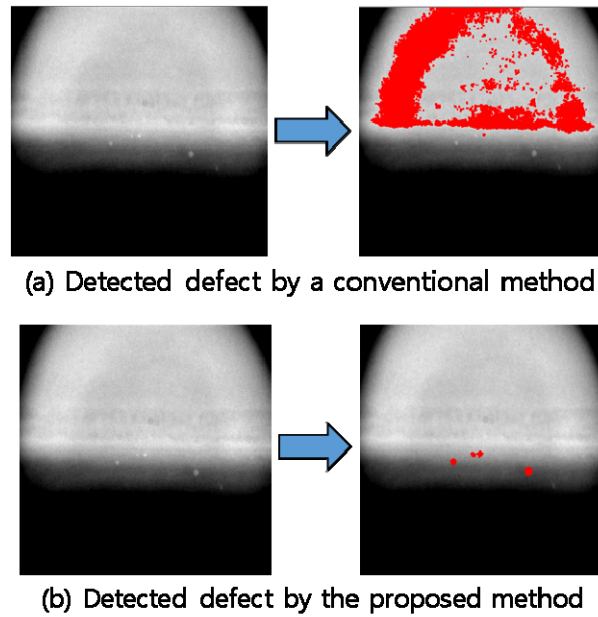 (a) Detected defect by a conventional method
(b) Detected defect by the proposed method